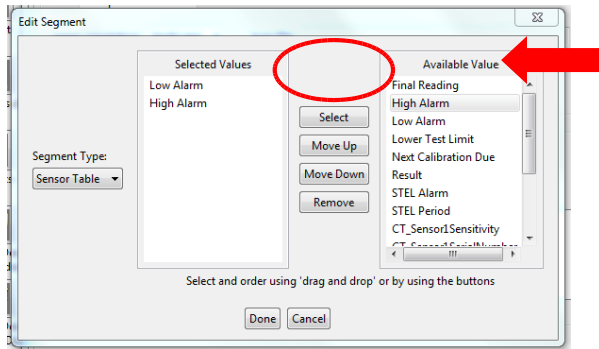 Edit Segment
Selected Values
Low Alarm
High Alarm
Segment Type:
Sensor Table
Select
Move Up
Move Down
Remove
Available Value
Final Reading
High Alarm
Low Alarm
Lower Test Limit
Next Calibration Due
Result
STEL Alarm
STEL Period
CT_Sensor1Sensitivity
CT_Sensor1SerialNumber
Select and order using 'drag and drop' or by using the buttons
Done
Cancel